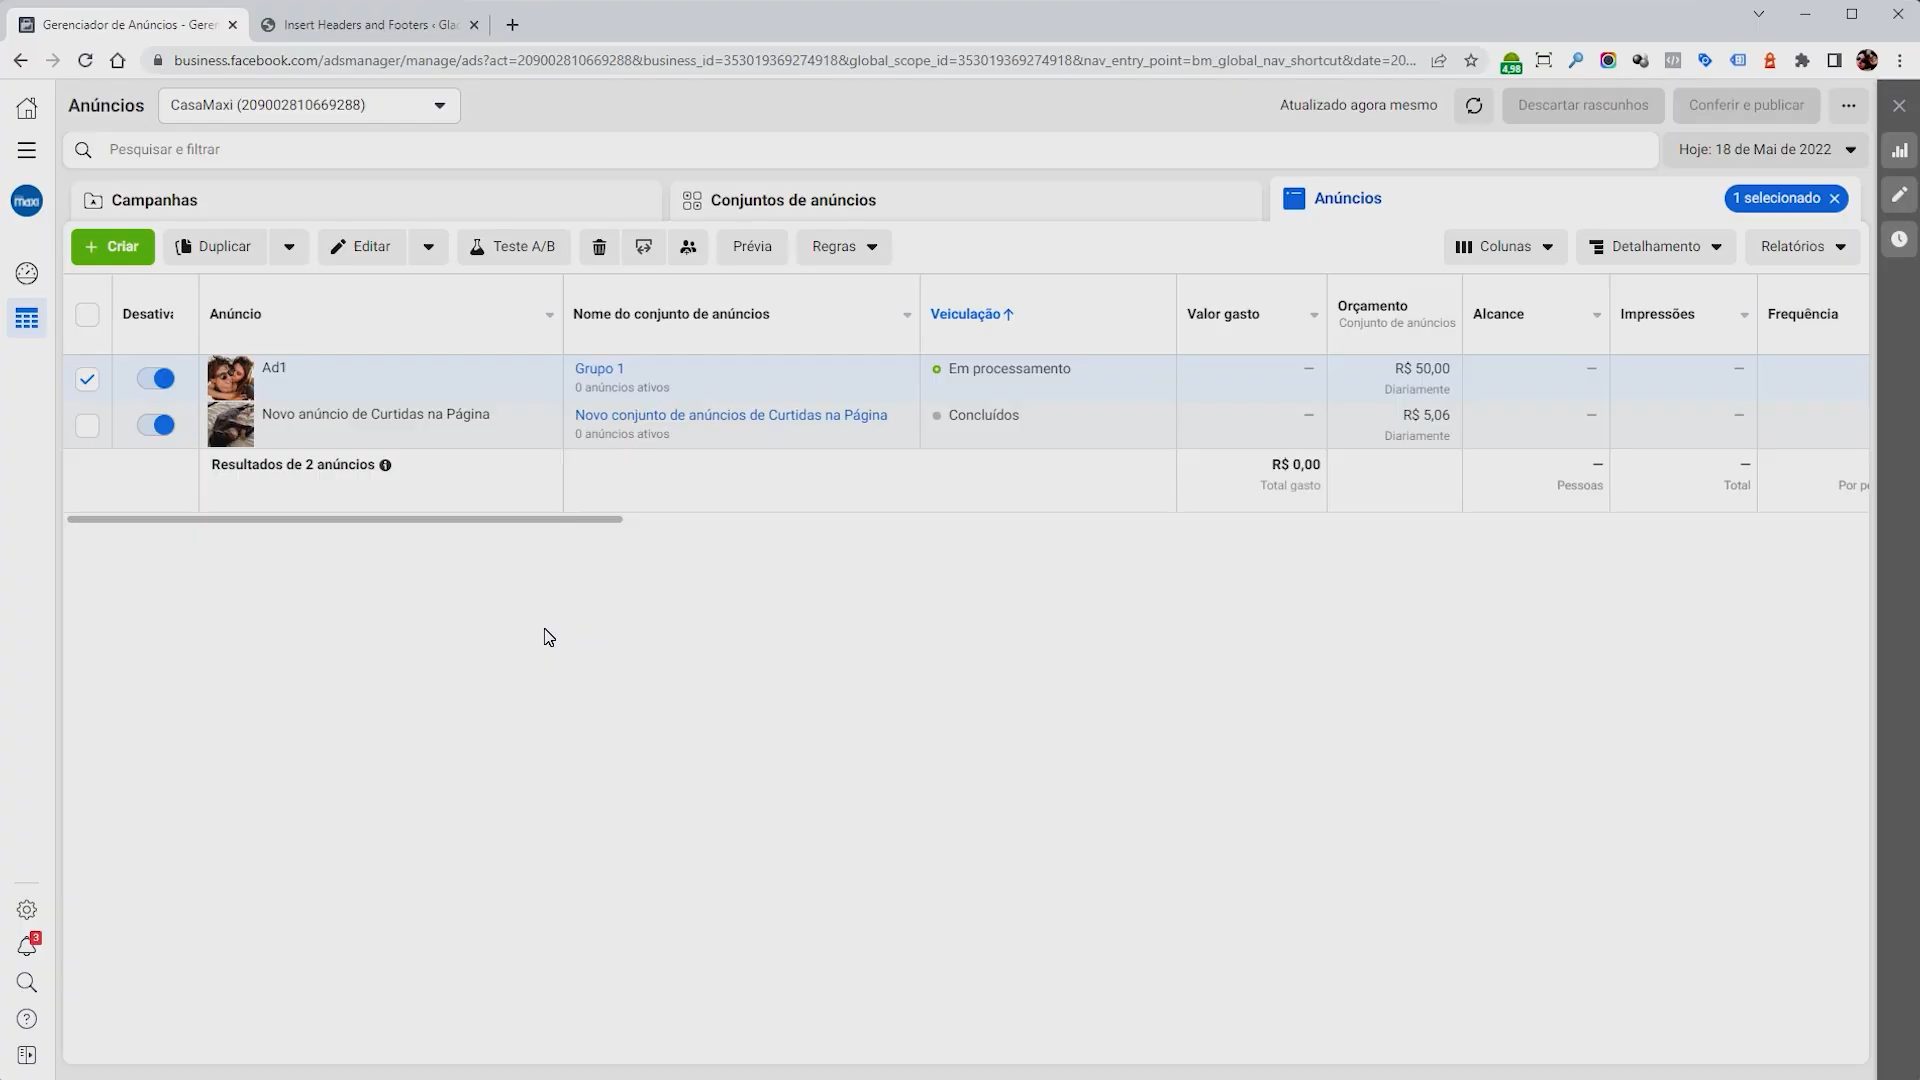 Gerenciador de Anúncios - Geren
Insert Headers and Footers ‹ Gla
business.facebook.com/adsmanager/manage/ads?act=209002810669288&business_id=353019369274918&global_scope_id=353019369274918&nav_entry_point=bm_global_nav_shortcut&date=20...
4,98
Anúncios
CasaMaxi (209002810669288)
Atualizado agora mesmo
Descartar rascunhos
Conferir e publicar
Pesquisar e filtrar
Hoje: 18 de Mai de 2022
maxi
Campanhas
Conjuntos de anúncios
Anúncios
1 selecionado
+ Criar
Duplicar
Editar
Teste A/B
Prévia
Regras
Colunas
Detalhamento
Relatórios
Desativa
Anúncio
Nome do conjunto de anúncios
Veiculação↑
Valor gasto
Orçamento
Conjunto de anúncios
Alcance
Impressões
Frequência
Ad1
Grupo 1
0 anúncios ativos
Em processamento
—
R$ 50,00
Diariamente
—
—
Novo anúncio de Curtidas na Página
Novo conjunto de anúncios de Curtidas na Página
0 anúncios ativos
Concluídos
—
R$ 5,06
Diariamente
—
—
Resultados de 2 anúncios
R$ 0,00
Total gasto
—
Pessoas
—
Total
Por pe
3